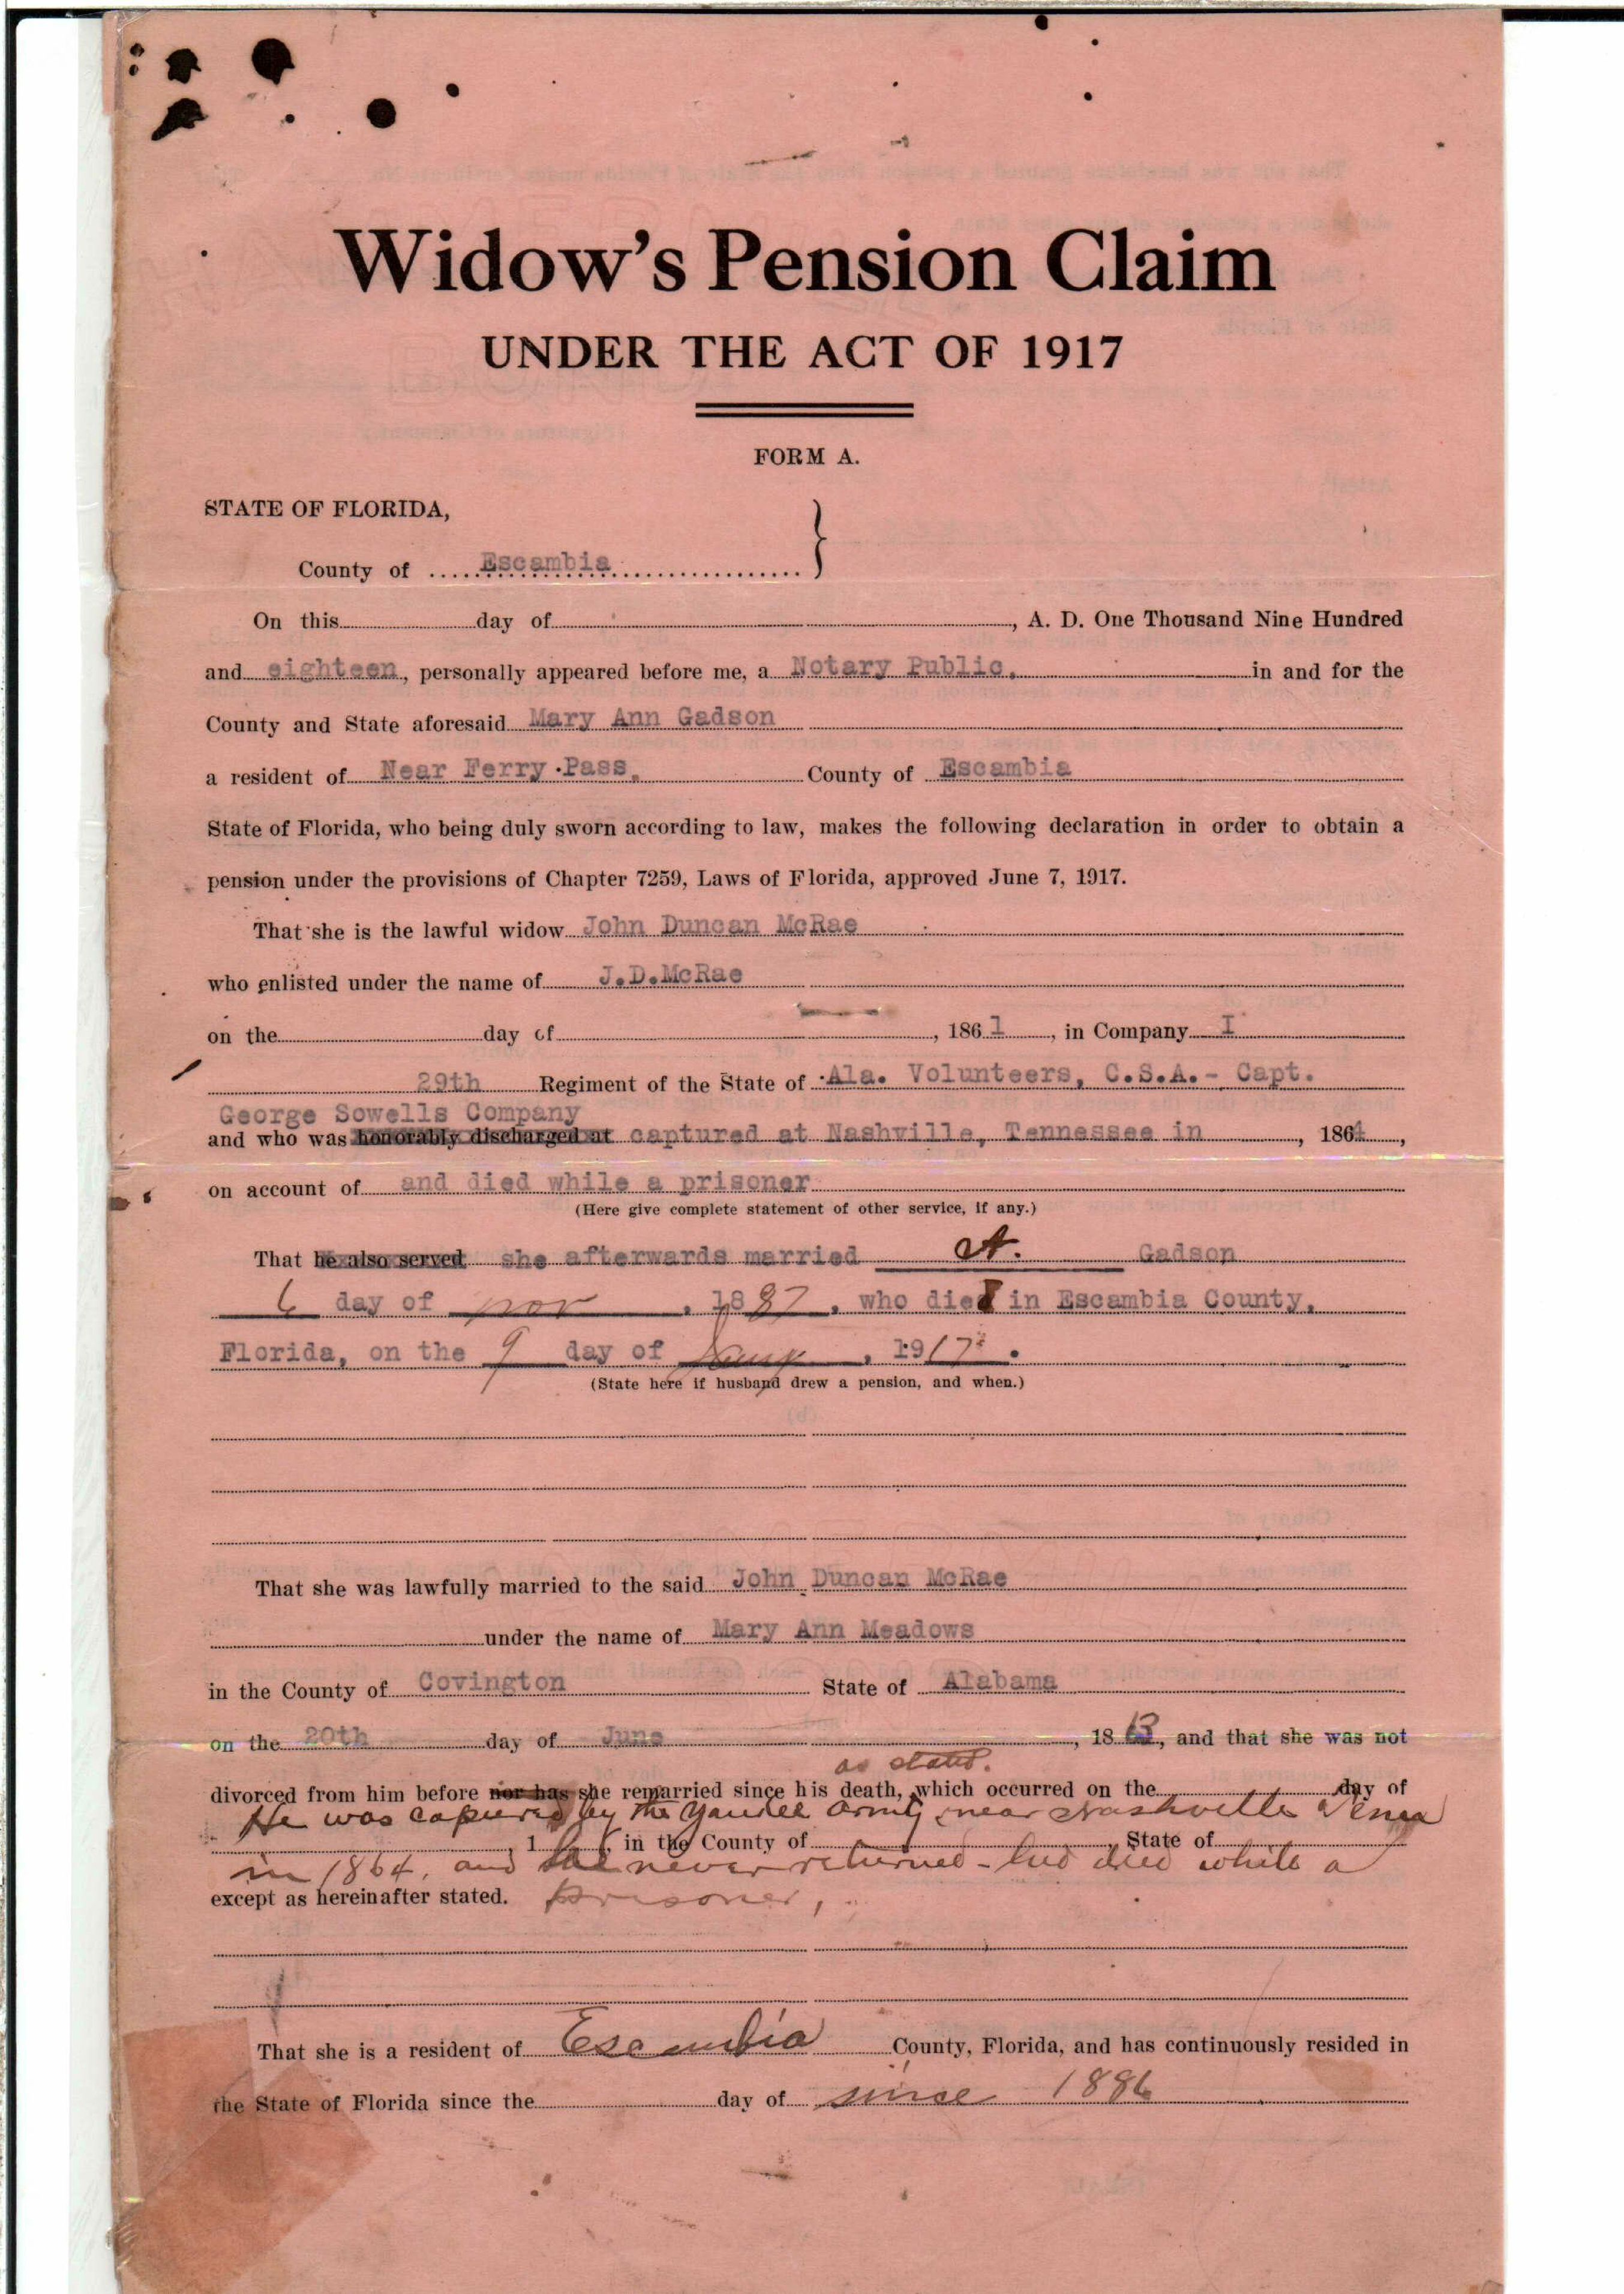 Widow's Pension Claim
UNDER THE ACT OF 1917
FORM A.
STATE OF FLORIDA,
County of Escambia
On this day of , A. D. One Thousand Nine Hundred
and eighteen, personally appeared before me, a Notary Public, in and for the
County and State aforesaid Mary Ann Gadson
a resident of Near Ferry Pass, County of Escambia
State of Florida, who being duly sworn according to law, makes the following declaration in order to obtain a
pension under the provisions of Chapter 7259, Laws of Florida, approved June 7, 1917.
That she is the lawful widow John Duncan McRae
who enlisted under the name of J.D.McRae
on the day of , 1861, in Company I
29th Regiment of the State of Ala. Volunteers, C.S.A.- Capt.
George Sowells Company
and who was honorably discharged at captured at Nashville, Tennessee in , 1864,
on account of and died while a prisoner
(Here give complete statement of other service, if any.)
That he also served she afterwards married A. Gadson
6 day of nov , 1887, who died in Escambia County,
Florida, on the 9 day of , 1917.
(State here if husband drew a pension, and when.)
That she was lawfully married to the said John Duncan McRae
under the name of Mary Ann Meadows
in the County of Covington State of Alabama
on the 20th day of June , 1863, and that she was not
as stated.
divorced from him before nor has she remarried since his death, which occurred on the day of
He was captured by the Yankee Army near Nashville Tenn
, 1 , in the County of , State of
in 1864, and never returned - died while a
except as hereinafter stated. prisoner,
That she is a resident of Escambia County, Florida, and has continuously resided in
the State of Florida since the day of since 1886